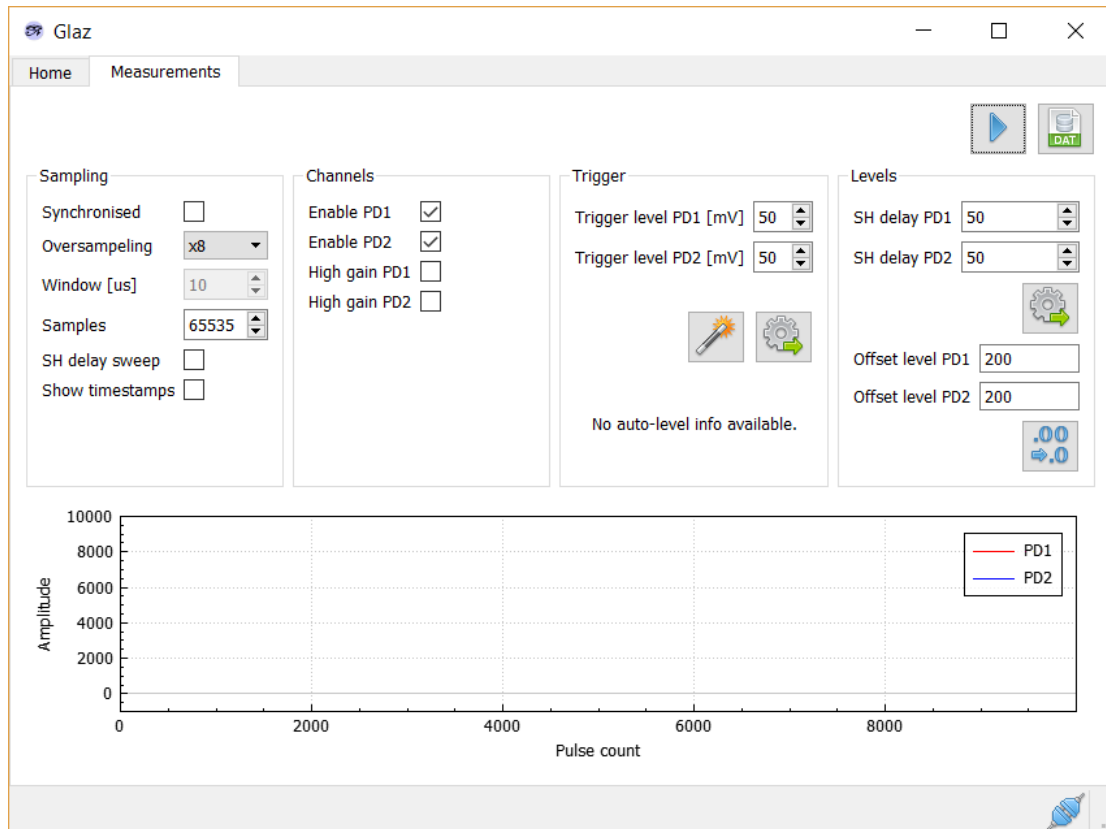 Glaz
Home
Measurements
DAT
Sampling
Synchronised
Oversampeling x8
Window [us] 10
Samples 65535
SH delay sweep
Show timestamps
Channels
Enable PD1
Enable PD2
High gain PD1
High gain PD2
Trigger
Trigger level PD1 [mV] 50
Trigger level PD2 [mV] 50
No auto-level info available.
Levels
SH delay PD1 50
SH delay PD2 50
Offset level PD1 200
Offset level PD2 200
.00
.0
10000
8000
6000
4000
2000
0
Amplitude
PD1
PD2
0 2000 4000 6000 8000
Pulse count